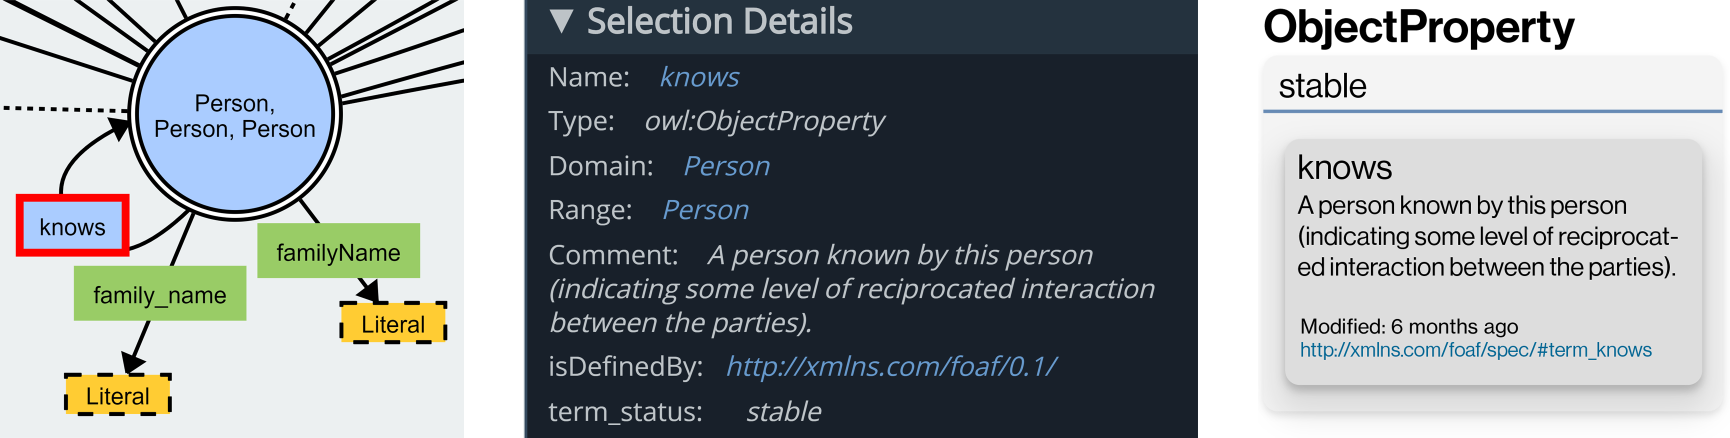 Person,
Person, Person
knows
familyName
family_name
Literal
Literal
▼ Selection Details
Name: knows
Type: owl:ObjectProperty
Domain: Person
Range: Person
Comment: A person known by this person
(indicating some level of reciprocated interaction
between the parties).
isDefinedBy: http://xmlns.com/foaf/0.1/
term_status: stable
ObjectProperty
stable
knows
A person known by this person
(indicating some level of reciprocat-
ed interaction between the parties).
Modified: 6 months ago
http://xmlns.com/foaf/spec/#term_knows